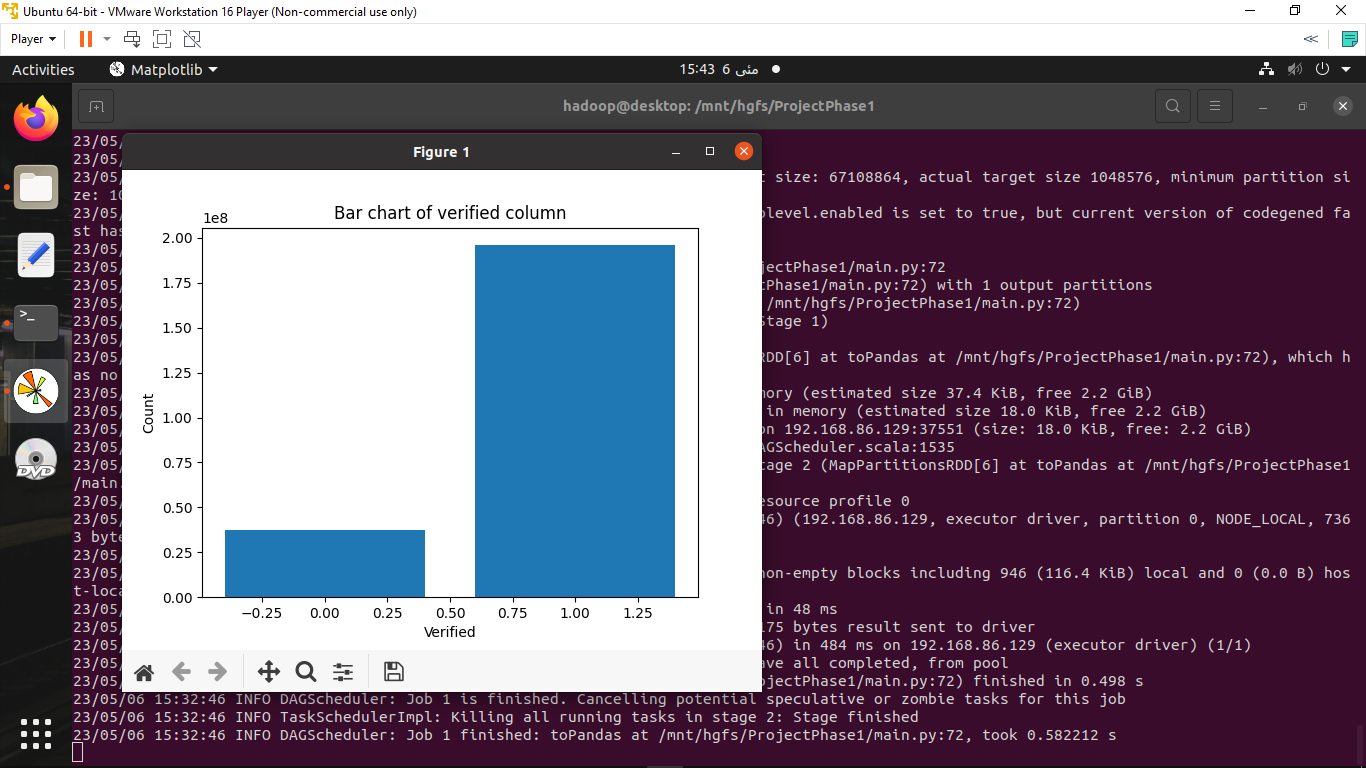 Ubuntu 64-bit - VMware Workstation 16 Player (Non-commercial use only)
Player
Activities
Matplotlib
15:43 6 مئی
hadoop@desktop: /mnt/hgfs/ProjectPhase1
23/05/
23/05/
23/05/ t size: 67108864, actual target size 1048576, minimum partition si
ze: 10
23/05/ plevel.enabled is set to true, but current version of codegened fa
st has
23/05/
23/05/ jectPhase1/main.py:72
23/05/ tPhase1/main.py:72) with 1 output partitions
23/05/ /mnt/hgfs/ProjectPhase1/main.py:72)
23/05/ Stage 1)
23/05/
23/05/ RDD[6] at toPandas at /mnt/hgfs/ProjectPhase1/main.py:72), which h
as no
23/05/ mory (estimated size 37.4 KiB, free 2.2 GiB)
23/05/ in memory (estimated size 18.0 KiB, free 2.2 GiB)
23/05/ on 192.168.86.129:37551 (size: 18.0 KiB, free: 2.2 GiB)
23/05/ AGScheduler.scala:1535
23/05/ tage 2 (MapPartitionsRDD[6] at toPandas at /mnt/hgfs/ProjectPhase1
/main.
23/05/ esource profile 0
23/05/ 46) (192.168.86.129, executor driver, partition 0, NODE_LOCAL, 736
3 byte
23/05/
23/05/ non-empty blocks including 946 (116.4 KiB) local and 0 (0.0 B) hos
t-loca
23/05/ in 48 ms
23/05/ 175 bytes result sent to driver
23/05/ 46) in 484 ms on 192.168.86.129 (executor driver) (1/1)
23/05/ ave all completed, from pool
23/05/ ojectPhase1/main.py:72) finished in 0.498 s
23/05/06 15:32:46 INFO DAGScheduler: Job 1 is finished. Cancelling potential speculative or zombie tasks for this job
23/05/06 15:32:46 INFO TaskSchedulerImpl: Killing all running tasks in stage 2: Stage finished
23/05/06 15:32:46 INFO DAGScheduler: Job 1 finished: toPandas at /mnt/hgfs/ProjectPhase1/main.py:72, took 0.582212 s
Figure 1
Bar chart of verified column
1e8
2.00
1.75
1.50
1.25
1.00
0.75
0.50
0.25
0.00
Count
−0.25 0.00 0.25 0.50 0.75 1.00 1.25
Verified
DVD